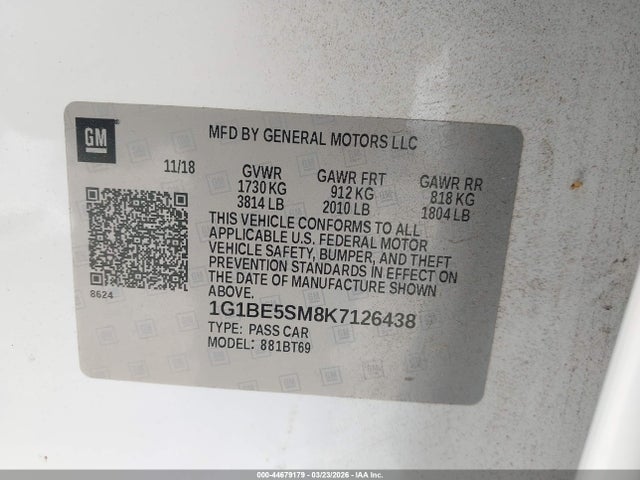 GM
MFD BY GENERAL MOTORS LLC
11/18
GVWR GAWR FRT GAWR RR
1730 KG 912 KG 818 KG
3814 LB 2010 LB 1804 LB
THIS VEHICLE CONFORMS TO ALL
APPLICABLE U.S. FEDERAL MOTOR
VEHICLE SAFETY, BUMPER, AND THEFT
PREVENTION STANDARDS IN EFFECT ON
THE DATE OF MANUFACTURE SHOWN
ABOVE.
8624
1G1BE5SM8K7126438
TYPE: PASS CAR
MODEL: 881BT69
000-44679179 — 03/23/2026 — IAAI.COM